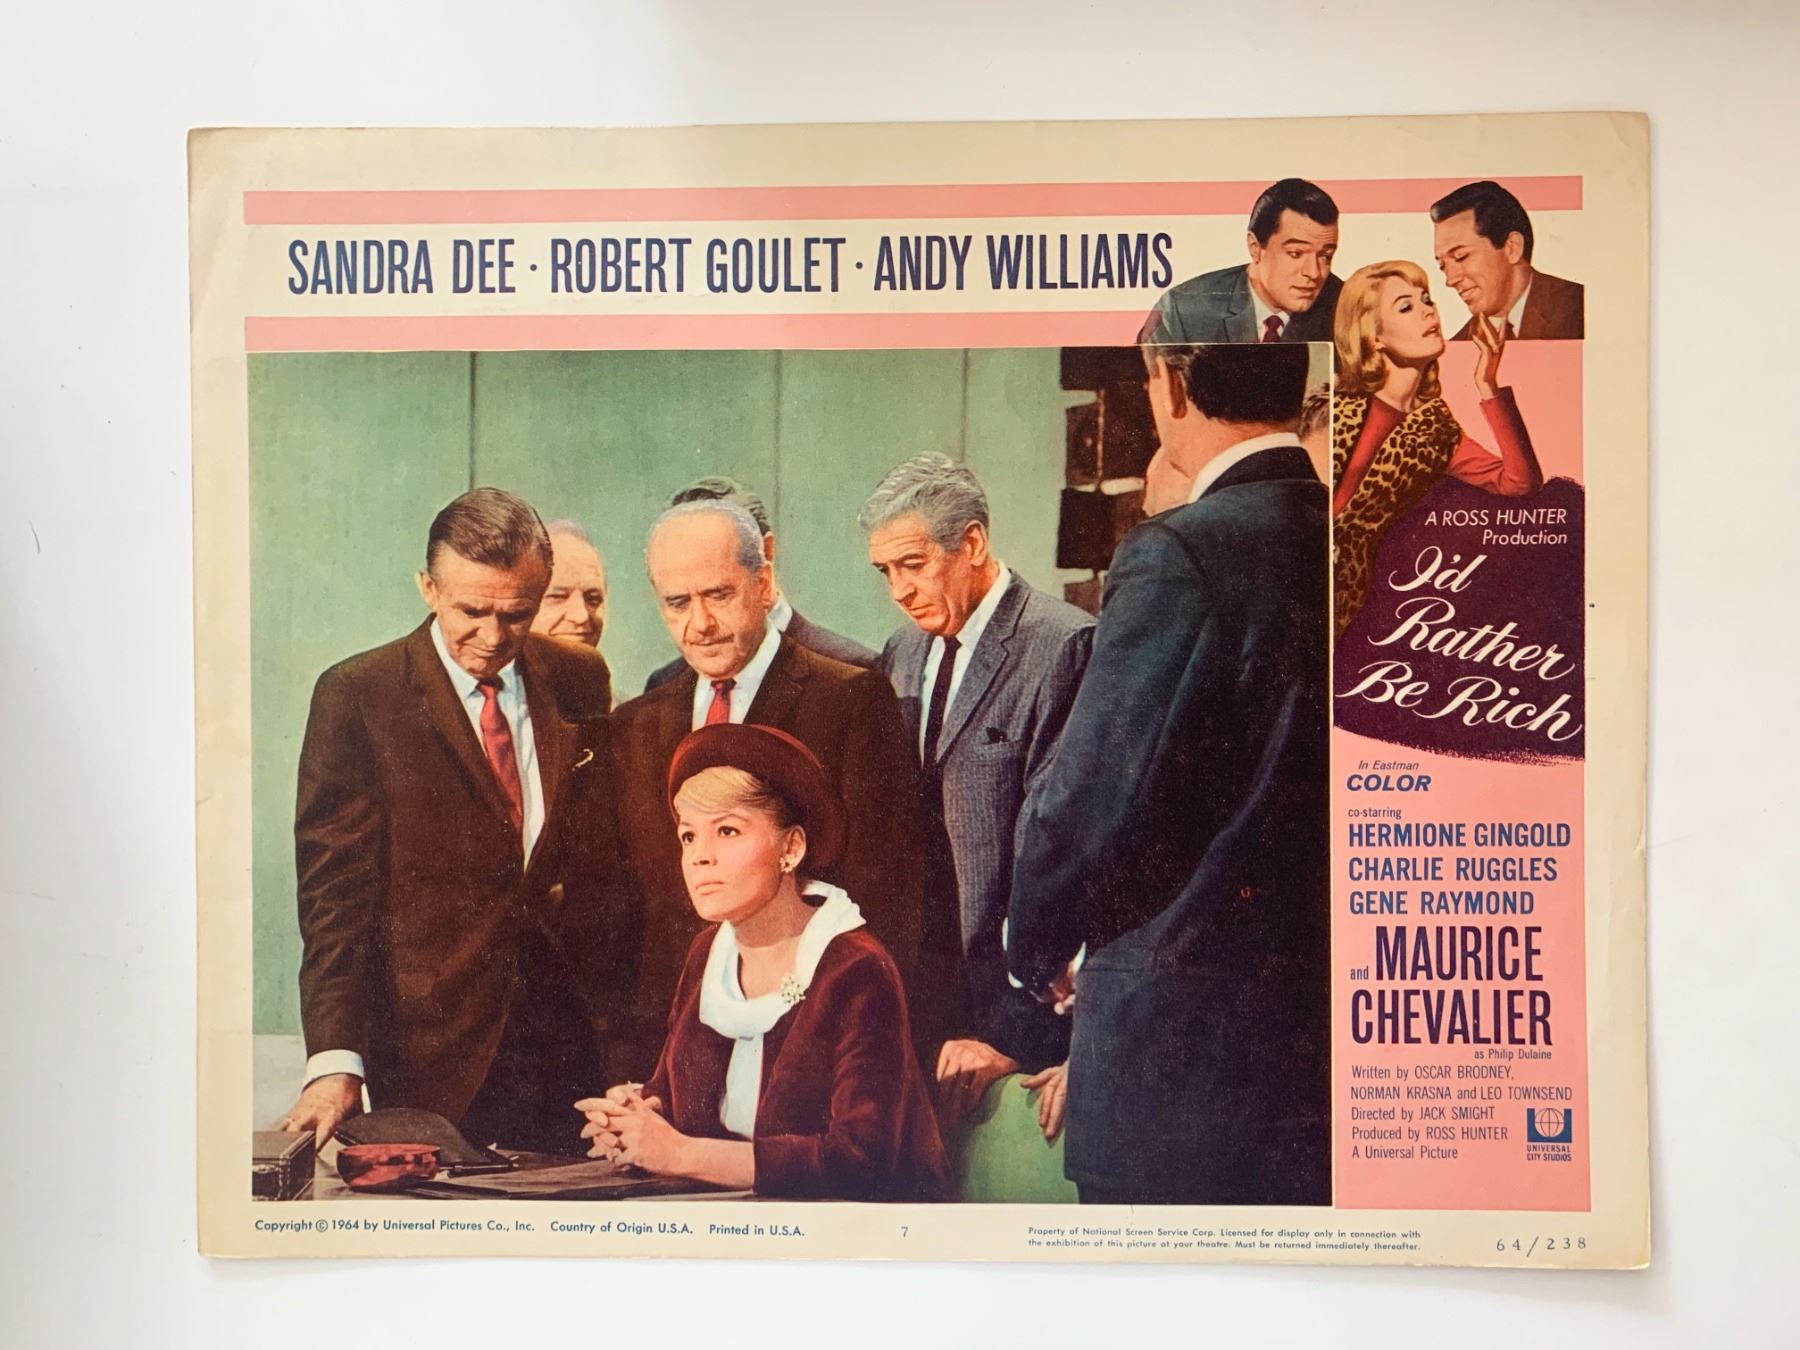 SANDRA DEE · ROBERT GOULET · ANDY WILLIAMS
A ROSS HUNTER
Production
I'd
Rather
Be Rich
In Eastman
COLOR
co-starring
HERMIONE GINGOLD
CHARLIE RUGGLES
GENE RAYMOND
and MAURICE
CHEVALIER
as Philip Dulaine
Written by OSCAR BRODNEY,
NORMAN KRASNA and LEO TOWNSEND
Directed by JACK SMIGHT
Produced by ROSS HUNTER
A Universal Picture
UNIVERSAL
CITY STUDIOS
Copyright © 1964 by Universal Pictures Co., Inc. Country of Origin U.S.A. Printed in U.S.A.
7
Property of National Screen Service Corp. Licensed for display only in connection with
the exhibition of this picture at your theatre. Must be returned immediately thereafter.
64/238